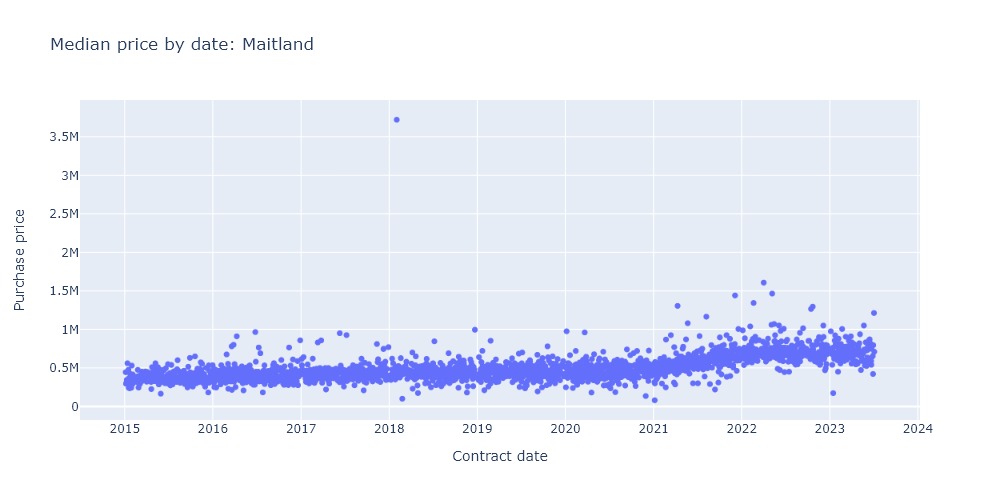 Median price by date: Maitland
3.5M
3M
2.5M
2M
1.5M
1M
0.5M
0
Purchase price
2015 2016 2017 2018 2019 2020 2021 2022 2023 2024
Contract date